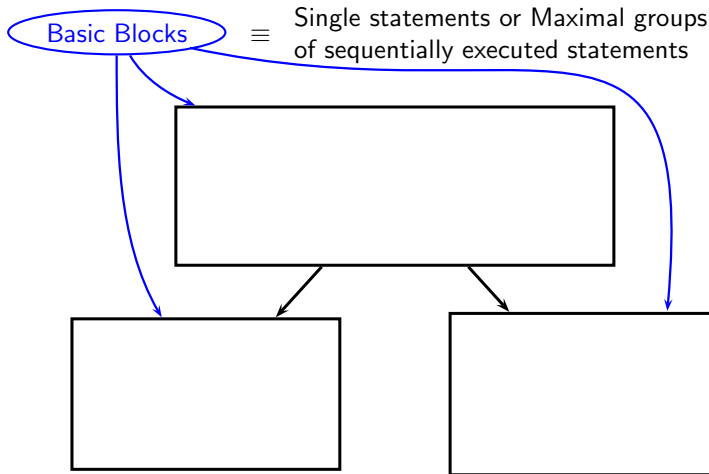 Basic Blocks ≡ Single statements or Maximal groups
of sequentially executed statements